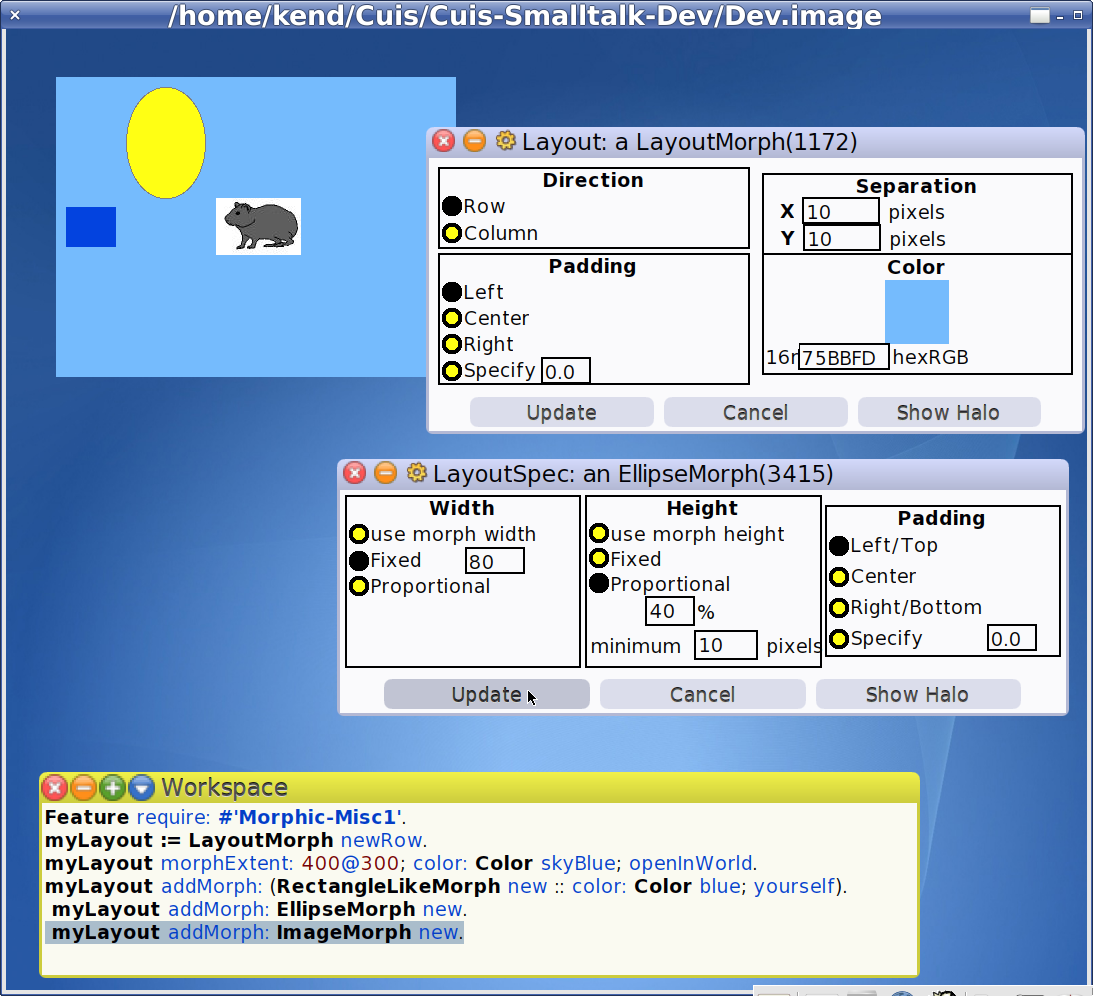 /home/kend/Cuis/Cuis-Smalltalk-Dev/Dev.image
Layout: a LayoutMorph(1172)
Direction
Row
Column
Padding
Left
Center
Right
Specify 0.0
Separation
X 10 pixels
Y 10 pixels
Color
16r 75BBFD hexRGB
Update Cancel Show Halo
LayoutSpec: an EllipseMorph(3415)
Width
use morph width
Fixed 80
Proportional
Height
use morph height
Fixed
Proportional
40 %
minimum 10 pixels
Padding
Left/Top
Center
Right/Bottom
Specify 0.0
Update Cancel Show Halo
Workspace
Feature require: #'Morphic-Misc1'.
myLayout := LayoutMorph newRow.
myLayout morphExtent: 400@300; color: Color skyBlue; openInWorld.
myLayout addMorph: (RectangleLikeMorph new :: color: Color blue; yourself).
myLayout addMorph: EllipseMorph new.
myLayout addMorph: ImageMorph new.